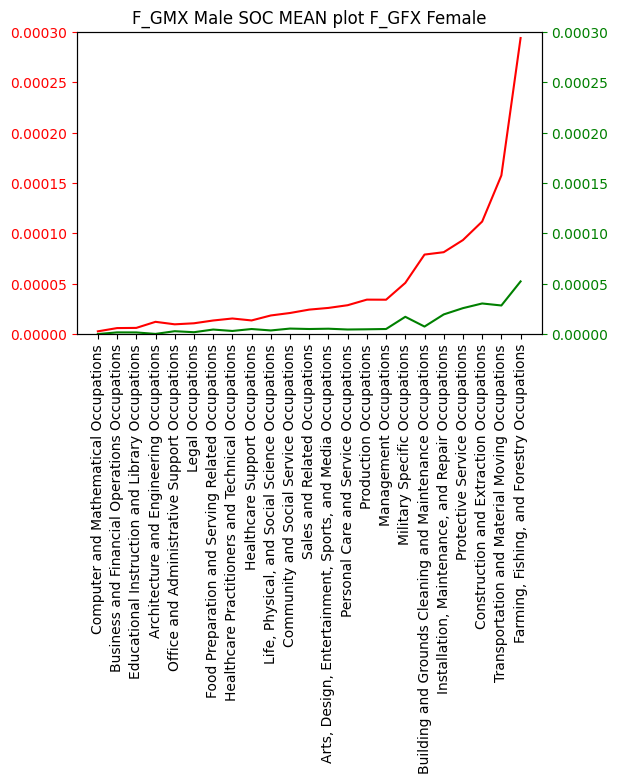 F_GMX Male SOC MEAN plot F_GFX Female
0.00030
0.00025
0.00020
0.00015
0.00010
0.00005
0.00000
0.00030
0.00025
0.00020
0.00015
0.00010
0.00005
0.00000
Computer and Mathematical Occupations
Business and Financial Operations Occupations
Educational Instruction and Library Occupations
Architecture and Engineering Occupations
Office and Administrative Support Occupations
Legal Occupations
Food Preparation and Serving Related Occupations
Healthcare Practitioners and Technical Occupations
Healthcare Support Occupations
Life, Physical, and Social Science Occupations
Community and Social Service Occupations
Sales and Related Occupations
Arts, Design, Entertainment, Sports, and Media Occupations
Personal Care and Service Occupations
Production Occupations
Management Occupations
Military Specific Occupations
Building and Grounds Cleaning and Maintenance Occupations
Installation, Maintenance, and Repair Occupations
Protective Service Occupations
Construction and Extraction Occupations
Transportation and Material Moving Occupations
Farming, Fishing, and Forestry Occupations